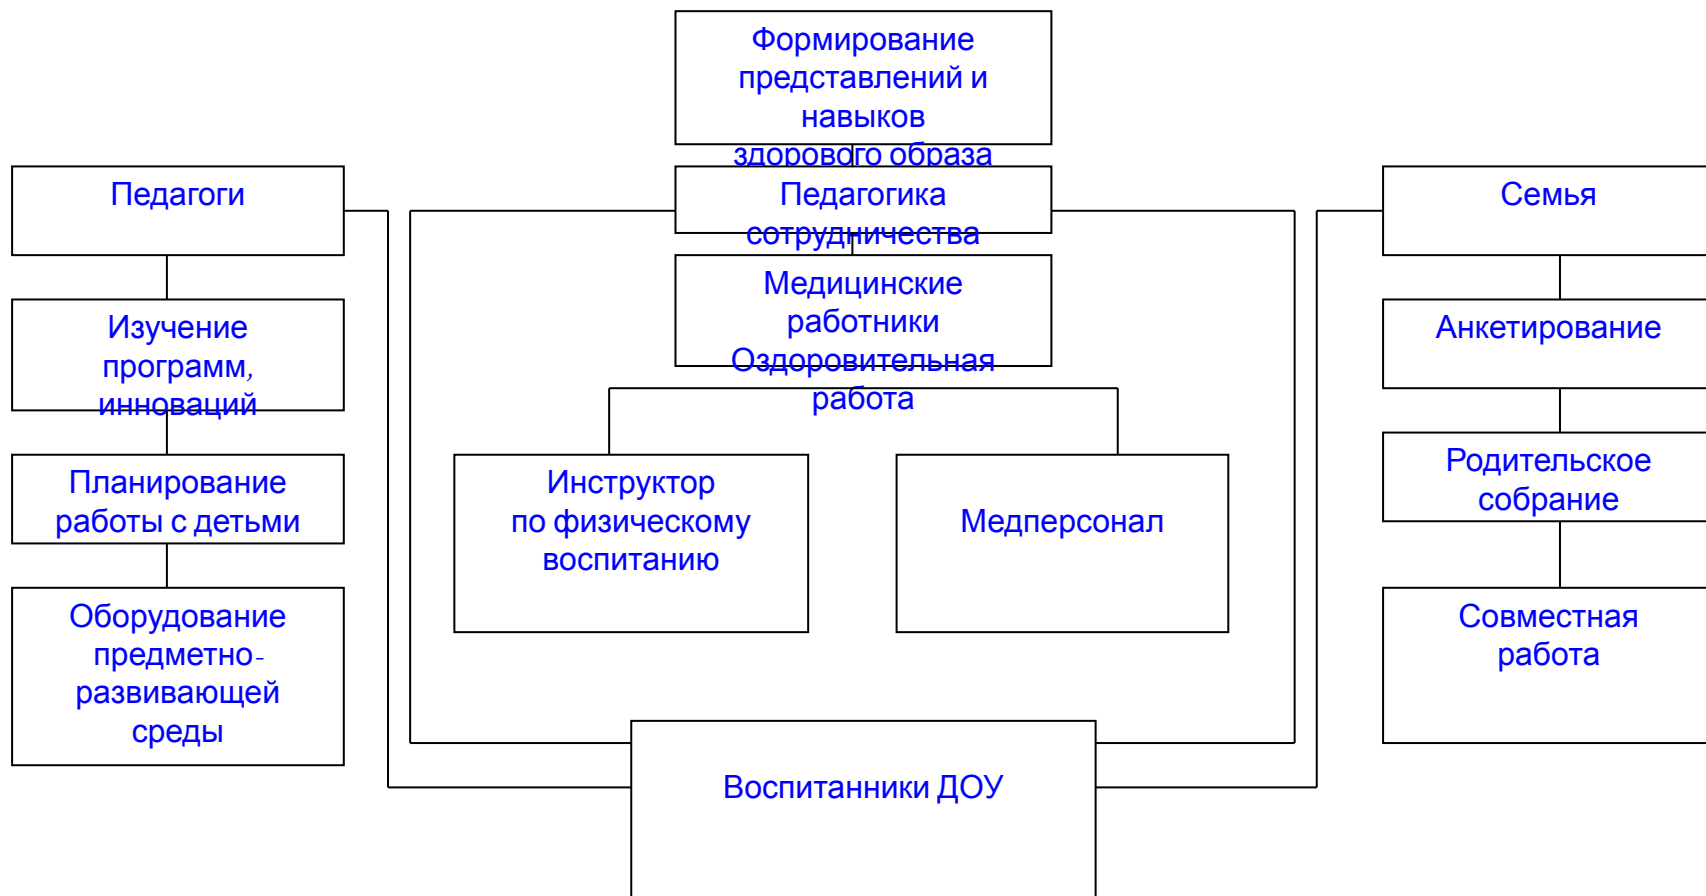 Формирование
представлений и
навыков
здорового образа
Педагоги
Педагогика
сотрудничества
Семья
Медицинские
работники
Оздоровительная
работа
Изучение
программ,
инноваций
Анкетирование
Планирование
работы с детьми
Инструктор
по физическому
воспитанию
Медперсонал
Родительское
собрание
Оборудование
предметно-
развивающей
среды
Совместная
работа
Воспитанники ДОУ